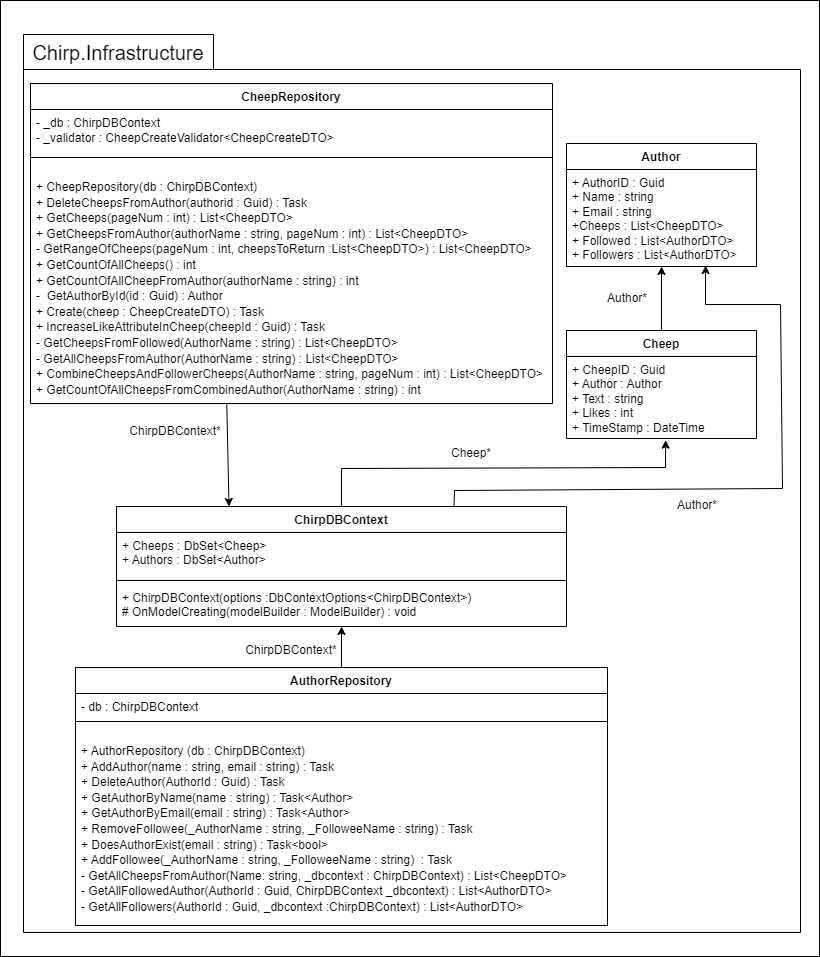 Chirp.Infrastructure
CheepRepository
- _db : ChirpDBContext
- _validator : CheepCreateValidator<CheepCreateDTO>
+ CheepRepository(db : ChirpDBContext)
+ DeleteCheepsFromAuthor(authorid : Guid) : Task
+ GetCheeps(pageNum : int) : List<CheepDTO>
+ GetCheepsFromAuthor(authorName : string, pageNum : int) : List<CheepDTO>
- GetRangeOfCheeps(pageNum : int, cheepsToReturn :List<CheepDTO>) : List<CheepDTO>
+ GetCountOfAllCheeps() : int
+ GetCountOfAllCheepFromAuthor(authorName : string) : int
- GetAuthorById(id : Guid) : Author
+ Create(cheep : CheepCreateDTO) : Task
+ IncreaseLikeAttributeInCheep(cheepId : Guid) : Task
- GetCheepsFromFollowed(AuthorName : string) : List<CheepDTO>
- GetAllCheepsFromAuthor(AuthorName : string) : List<CheepDTO>
+ CombineCheepsAndFollowerCheeps(AuthorName : string, pageNum : int) : List<CheepDTO>
+ GetCountOfAllCheepsFromCombinedAuthor(AuthorName : string) : int
Author
+ AuthorID : Guid
+ Name : string
+ Email : string
+Cheeps : List<CheepDTO>
+ Followed : List<AuthorDTO>
+ Followers : List<AuthorDTO>
Author*
Cheep
+ CheepID : Guid
+ Author : Author
+ Text : string
+ Likes : int
+ TimeStamp : DateTime
ChirpDBContext*
Cheep*
Author*
ChirpDBContext
+ Cheeps : DbSet<Cheep>
+ Authors : DbSet<Author>
+ ChirpDBContext(options :DbContextOptions<ChirpDBContext>)
# OnModelCreating(modelBuilder : ModelBuilder) : void
ChirpDBContext*
AuthorRepository
- db : ChirpDBContext
+ AuthorRepository (db : ChirpDBContext)
+ AddAuthor(name : string, email : string) : Task
+ DeleteAuthor(AuthorId : Guid) : Task
+ GetAuthorByName(name : string) : Task<Author>
+ GetAuthorByEmail(email : string) : Task<Author>
+ RemoveFollowee(_AuthorName : string, _FolloweeName : string) : Task
+ DoesAuthorExist(email : string) : Task<bool>
+ AddFollowee(_AuthorName : string, _FolloweeName : string) : Task
- GetAllCheepsFromAuthor(Name: string, _dbcontext : ChirpDBContext) : List<CheepDTO>
- GetAllFollowedAuthor(AuthorId : Guid, ChirpDBContext _dbcontext) : List<AuthorDTO>
- GetAllFollowers(AuthorId : Guid, _dbcontext :ChirpDBContext) : List<AuthorDTO>